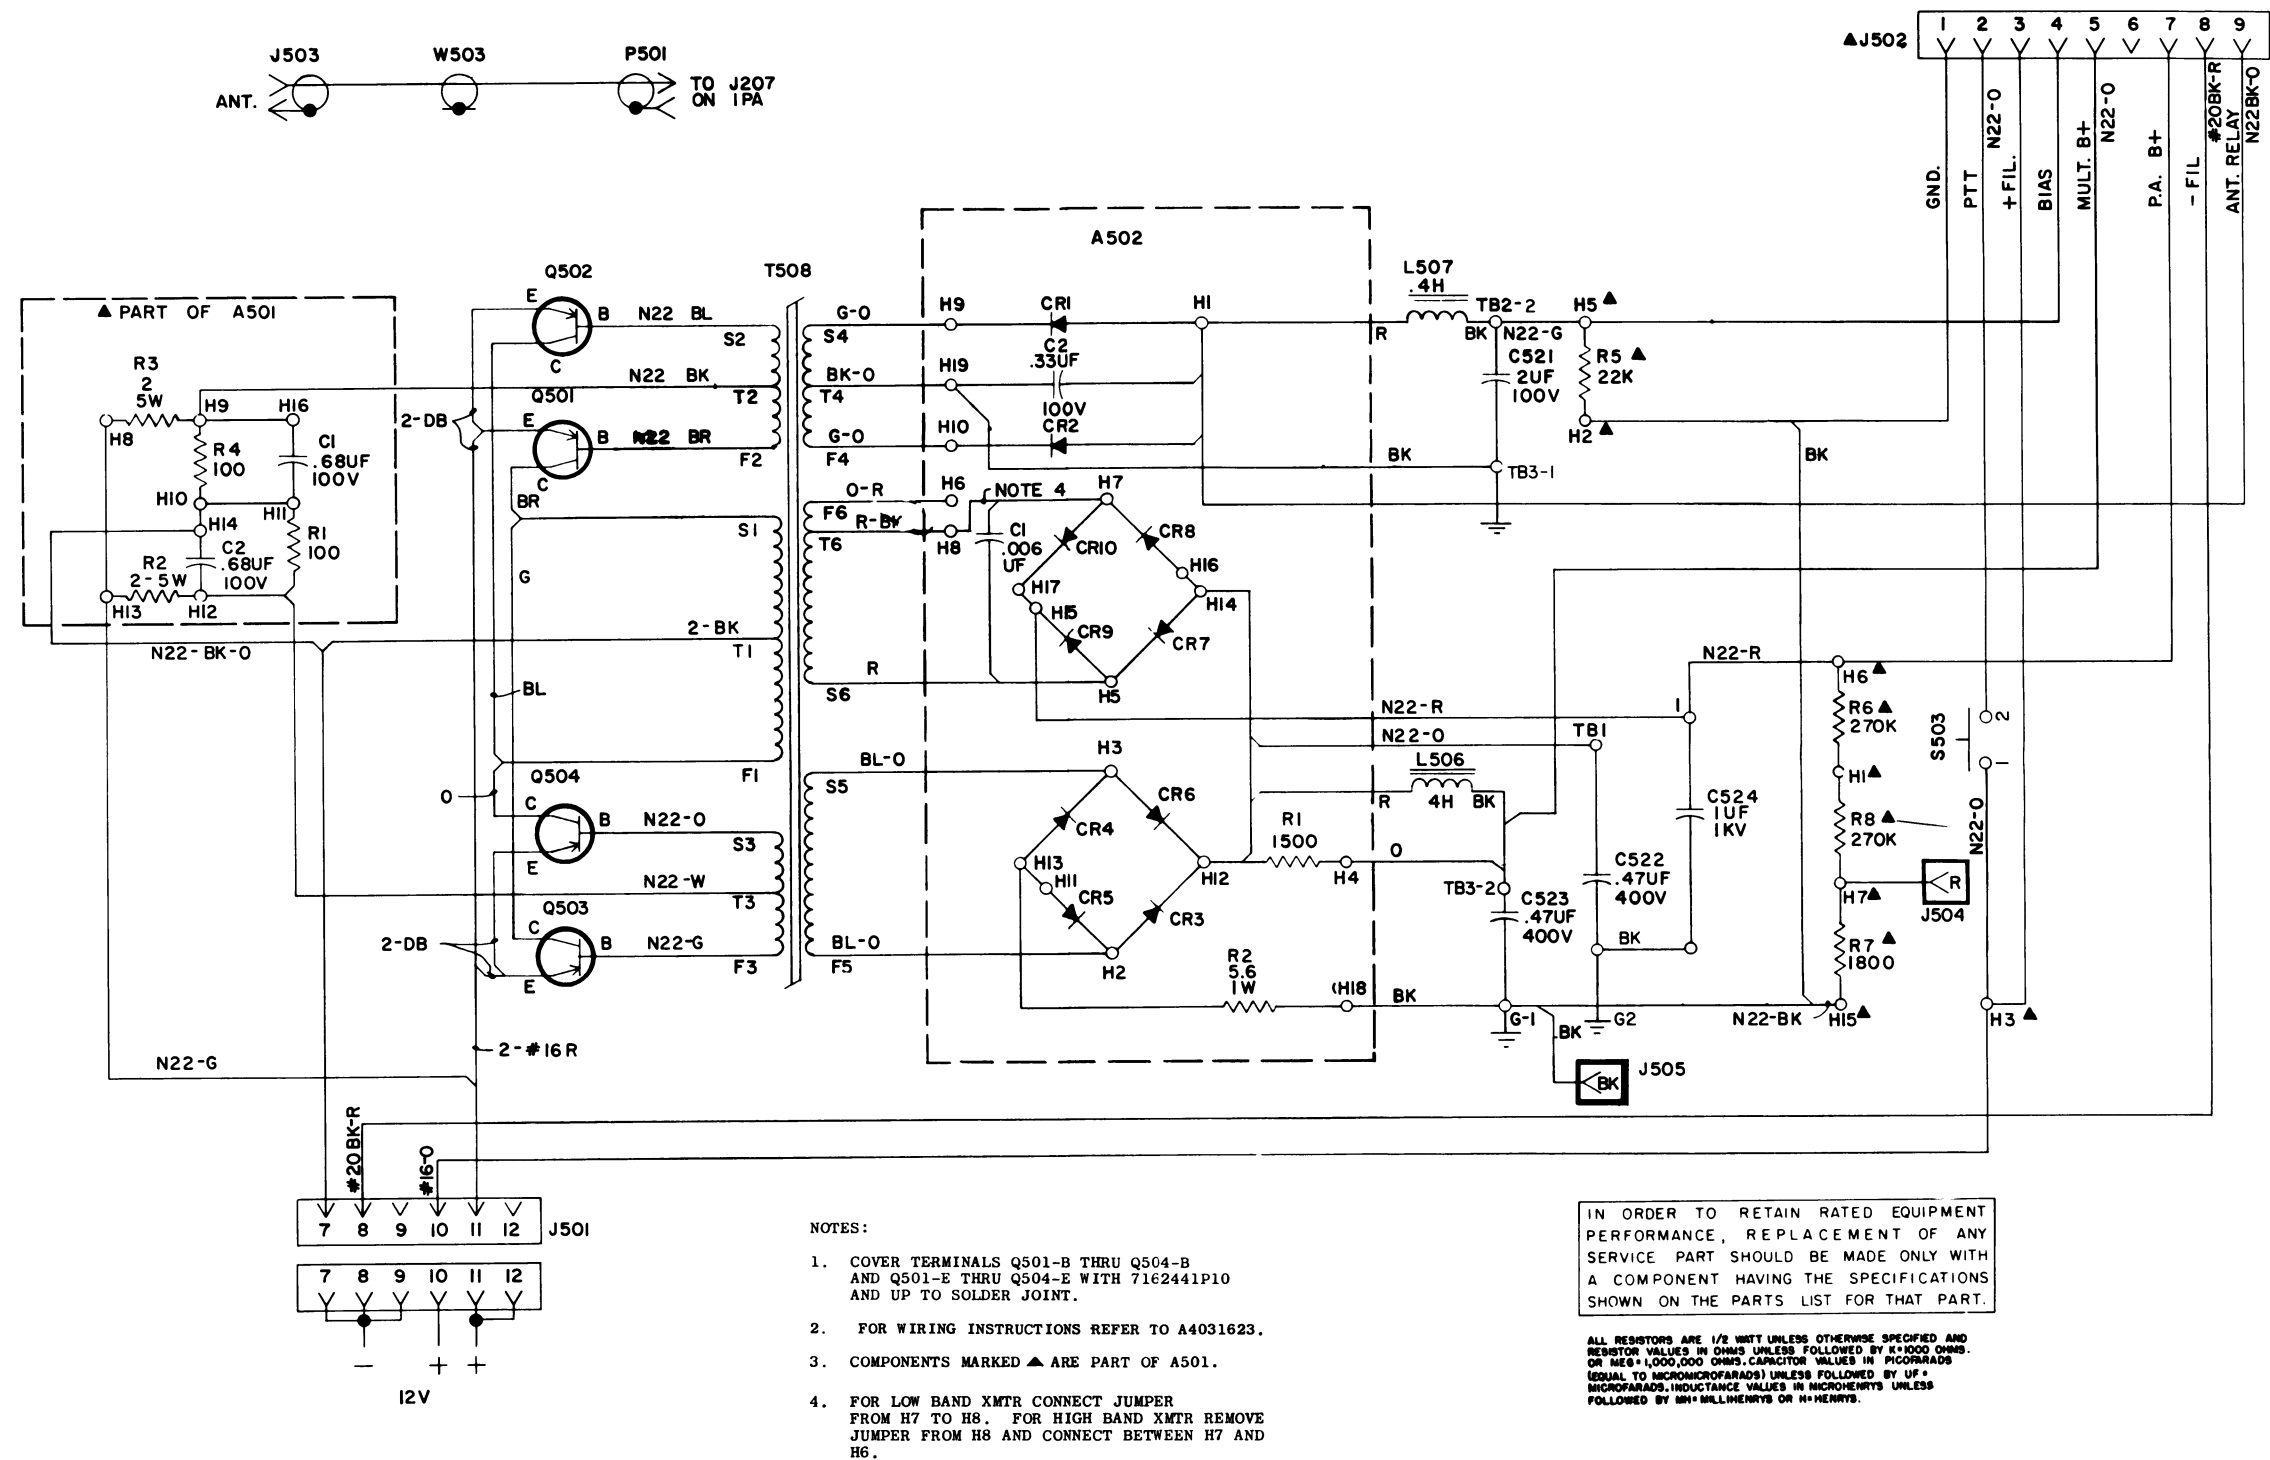 J503
W503
P501
ANT.
TO J207
ON IPA
▲J502
1 2 3 4 5 6 7 8 9
GND.
PTT
N22-O
+FIL.
BIAS
MULT. B+
N22-O
P.A. B+
- FIL
#20BK-R
ANT. RELAY
N22BK-O
▲ PART OF A501
R3
2
5W
H8
H9
H16
R4
100
C1
.68UF
100V
H10
H11
H14
R1
100
C2
.68UF
100V
R2
2-5W
H13
H12
N22-BK-O
N22-G
Q502
E
B
C
N22 BL
N22 BK
Q501
2-DB
E
B
C
N22 BR
BR
G
BL
2-BK
O
Q504
C
B
E
N22-O
N22-W
Q503
2-DB
C
B
E
N22-G
2-#16R
T508
S2
T2
F2
S1
T1
F1
S3
T3
F3
G-O
S4
BK-O
T4
G-O
F4
O-R
F6
R-BK
T6
R
S6
BL-O
S5
BL-O
F5
A502
H9
CR1
H1
H19
C2
.33UF
100V
H10
CR2
H6
NOTE 4
H7
H8
C1
.006
UF
CR10
CR8
H16
H17
H15
H14
CR9
CR7
H5
H3
CR4
CR6
H13
H11
CR5
CR3
H12
H2
R1
1500
H4
R2
5.6
1W
(H18
L507
.4H
R
BK
TB2-2
N22-G
H5▲
C521
2UF
100V
R5▲
22K
H2▲
BK
TB3-1
BK
N22-R
N22-O
TB1
L506
4H
R
BK
O
TB3-2
C523
.47UF
400V
C522
.47UF
400V
N22-R
1
C524
1UF
1KV
BK
BK
G-1
G2
BK
N22-BK
H15▲
J505
BK
H6▲
R6▲
270K
H1▲
R8▲
270K
H7▲
R
J504
R7▲
1800
S503
2
1
N22-O
H3▲
#20BK-R
#16-O
7 8 9 10 11 12
J501
7 8 9 10 11 12
- + +
12V
NOTES:
1. COVER TERMINALS Q501-B THRU Q504-B
AND Q501-E THRU Q504-E WITH 7162441P10
AND UP TO SOLDER JOINT.
2. FOR WIRING INSTRUCTIONS REFER TO A4031623.
3. COMPONENTS MARKED ▲ ARE PART OF A501.
4. FOR LOW BAND XMTR CONNECT JUMPER
FROM H7 TO H8. FOR HIGH BAND XMTR REMOVE
JUMPER FROM H8 AND CONNECT BETWEEN H7 AND
H6.
IN ORDER TO RETAIN RATED EQUIPMENT
PERFORMANCE, REPLACEMENT OF ANY
SERVICE PART SHOULD BE MADE ONLY WITH
A COMPONENT HAVING THE SPECIFICATIONS
SHOWN ON THE PARTS LIST FOR THAT PART.
ALL RESISTORS ARE 1/2 WATT UNLESS OTHERWISE SPECIFIED AND
RESISTOR VALUES IN OHMS UNLESS FOLLOWED BY K=1000 OHMS.
OR MEG=1,000,000 OHMS. CAPACITOR VALUES IN PICOFARADS
(EQUAL TO MICROMICROFARADS) UNLESS FOLLOWED BY UF=
MICROFARADS. INDUCTANCE VALUES IN MICROHENRYS UNLESS
FOLLOWED BY MH=MILLIHENRYS OR H=HENRYS.